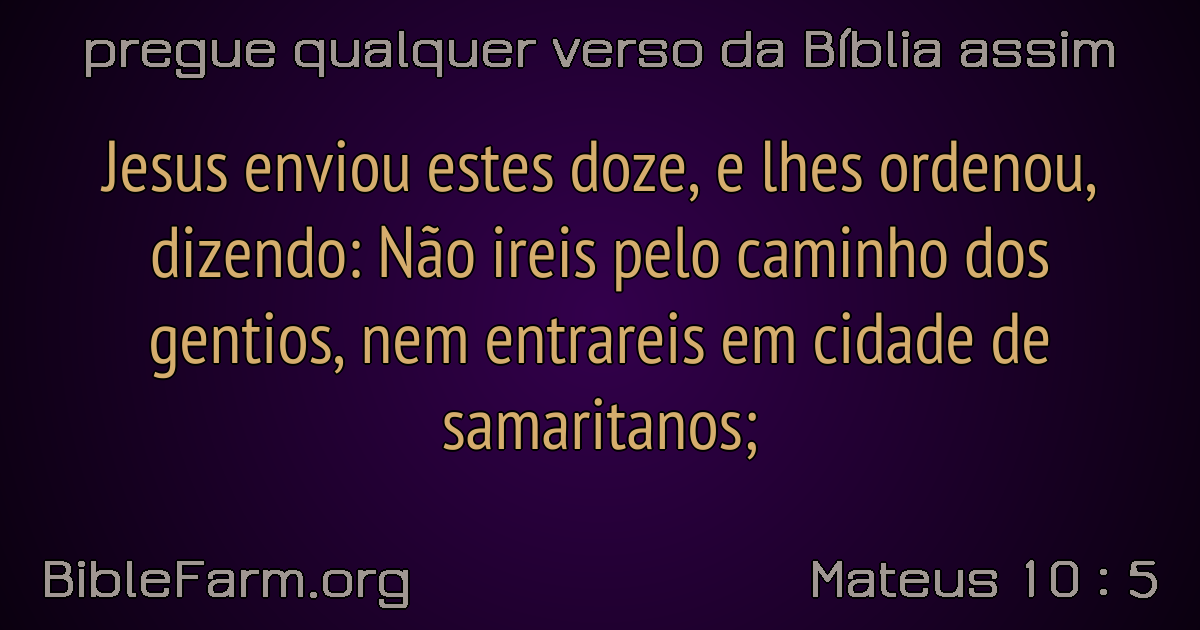 pregue qualquer verso da Bíblia assim
Jesus enviou estes doze, e lhes ordenou,
dizendo: Não ireis pelo caminho dos
gentios, nem entrareis em cidade de
samaritanos;
BibleFarm.org
Mateus 10 : 5